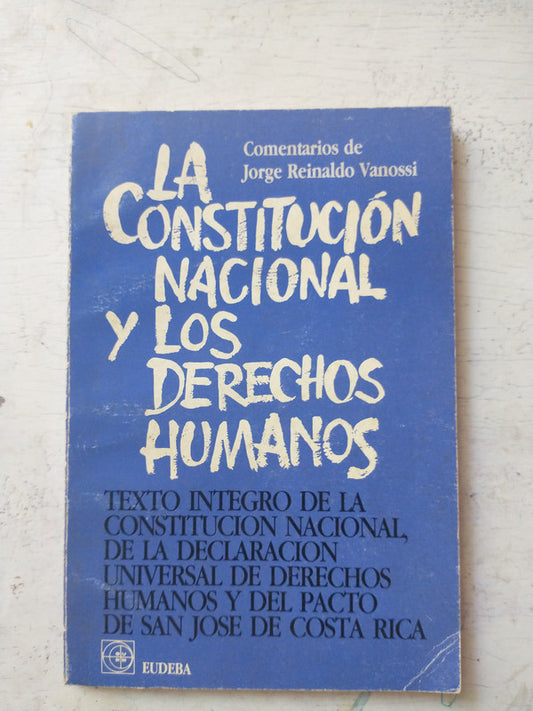 Comentarios de
Jorge Reinaldo Vanossi
LA
CONSTITUCIÓN
NACIONAL
Y LOS
DERECHOS
HUMANOS
TEXTO INTEGRO DE LA
CONSTITUCION NACIONAL,
DE LA DECLARACION
UNIVERSAL DE DERECHOS
HUMANOS Y DEL PACTO
DE SAN JOSE DE COSTA RICA
EUDEBA